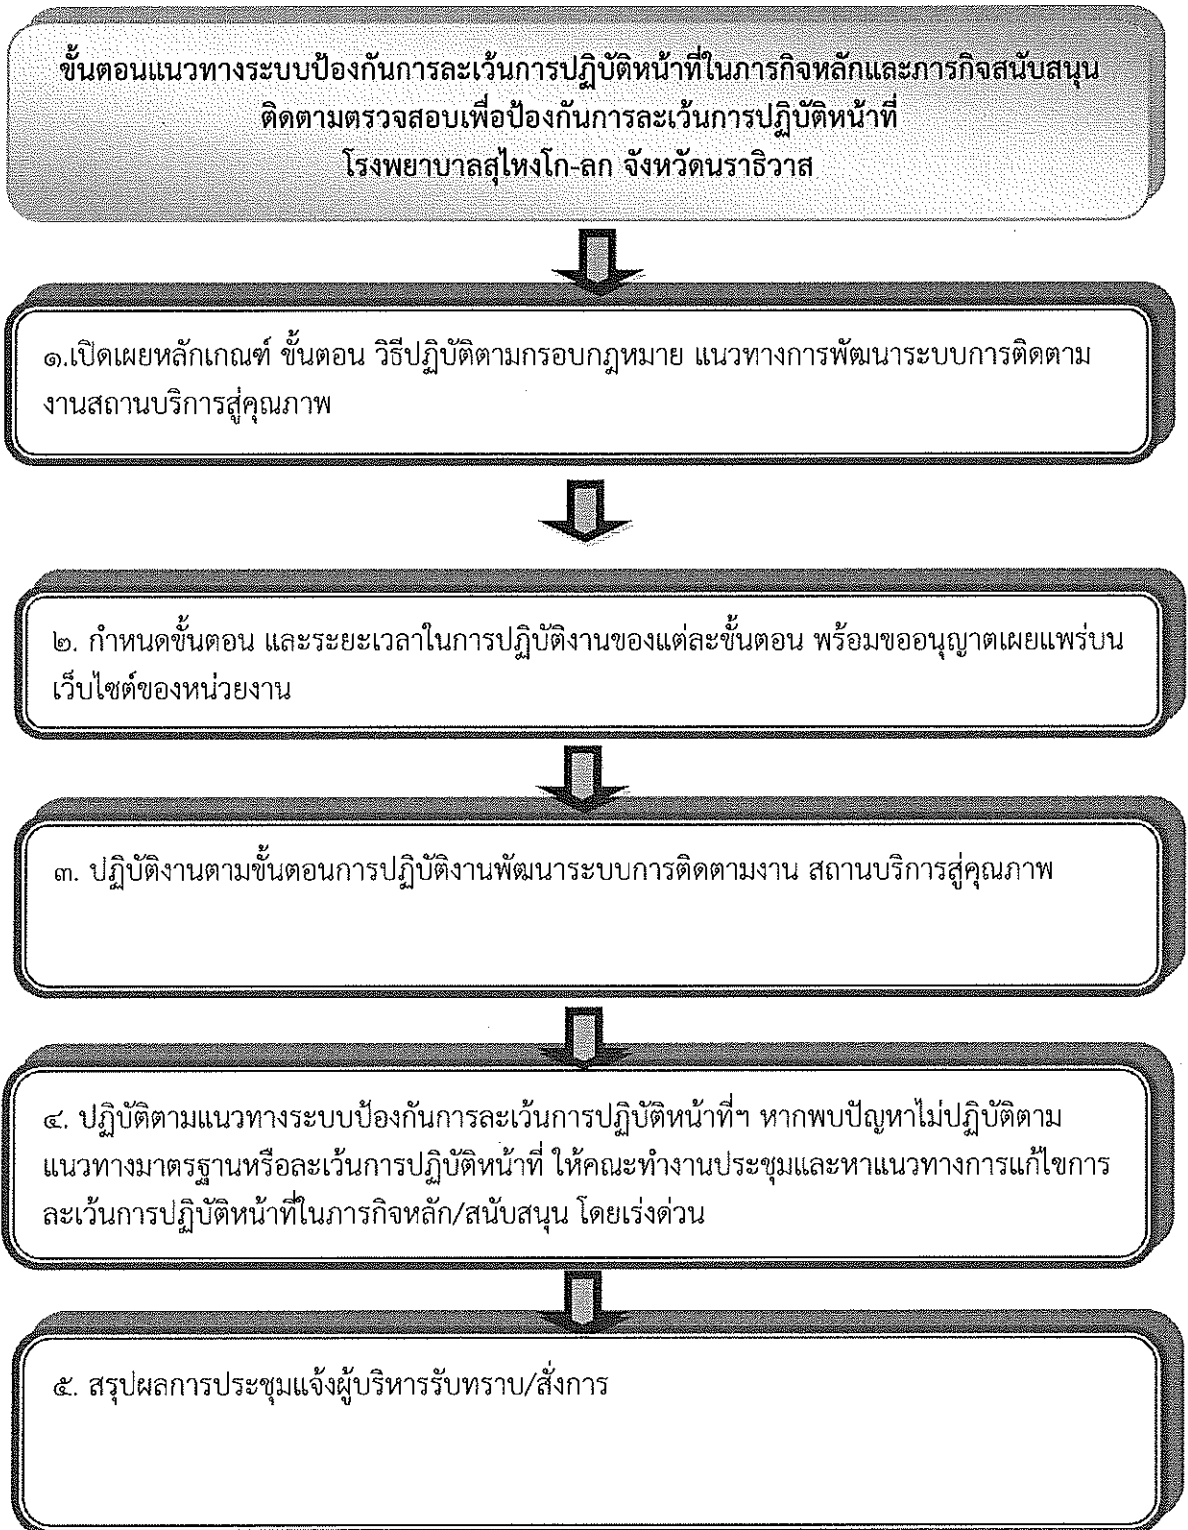 ขั้นตอนแนวทางระบบป้องกันการละเว้นการปฏิบัติหน้าที่ในภารกิจหลักและภารกิจสนับสนุน
ติดตามตรวจสอบเพื่อป้องกันการละเว้นการปฏิบัติหน้าที่
โรงพยาบาลสุไหงโก-ลก จังหวัดนราธิวาส
๑.เปิดเผยหลักเกณฑ์ ขั้นตอน วิธีปฏิบัติตามกรอบกฎหมาย แนวทางการพัฒนาระบบการติดตาม
งานสถานบริการสู่คุณภาพ
๒. กำหนดขั้นตอน และระยะเวลาในการปฏิบัติงานของแต่ละขั้นตอน พร้อมขออนุญาตเผยแพร่บน
เว็บไซต์ของหน่วยงาน
๓. ปฏิบัติงานตามขั้นตอนการปฏิบัติงานพัฒนาระบบการติดตามงาน สถานบริการสู่คุณภาพ
๔. ปฏิบัติตามแนวทางระบบป้องกันการละเว้นการปฏิบัติหน้าที่ฯ หากพบปัญหาไม่ปฏิบัติตาม
แนวทางมาตรฐานหรือละเว้นการปฏิบัติหน้าที่ ให้คณะทำงานประชุมและหาแนวทางการแก้ไขการ
ละเว้นการปฏิบัติหน้าที่ในภารกิจหลัก/สนับสนุน โดยเร่งด่วน
๕. สรุปผลการประชุมแจ้งผู้บริหารรับทราบ/สั่งการ